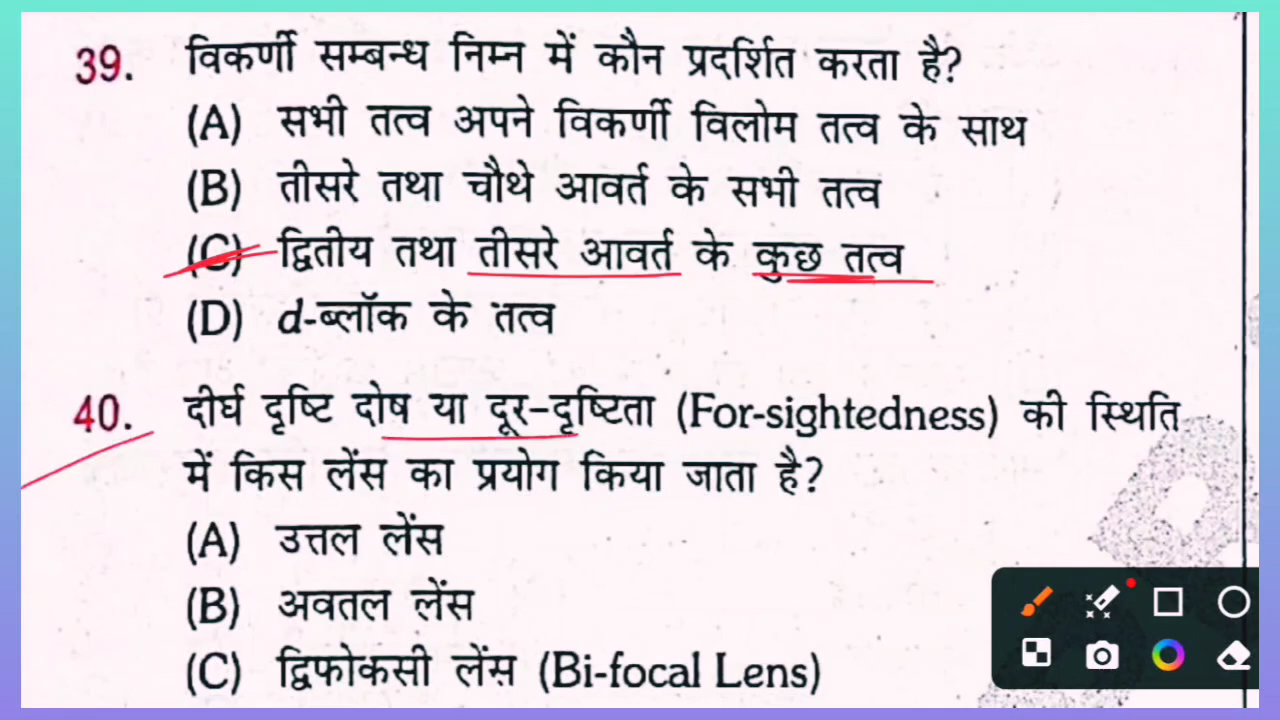 39. विकर्णी सम्बन्ध निम्न में कौन प्रदर्शित करता है?
(A) सभी तत्व अपने विकर्णी विलोम तत्व के साथ
(B) तीसरे तथा चौथे आवर्त के सभी तत्व
(C) द्वितीय तथा तीसरे आवर्त के कुछ तत्व
(D) d-ब्लॉक के तत्व
40. दीर्घ दृष्टि दोष या दूर-दृष्टिता (For-sightedness) की स्थिति
में किस लेंस का प्रयोग किया जाता है?
(A) उत्तल लेंस
(B) अवतल लेंस
(C) द्विफोकसी लेंस (Bi-focal Lens)